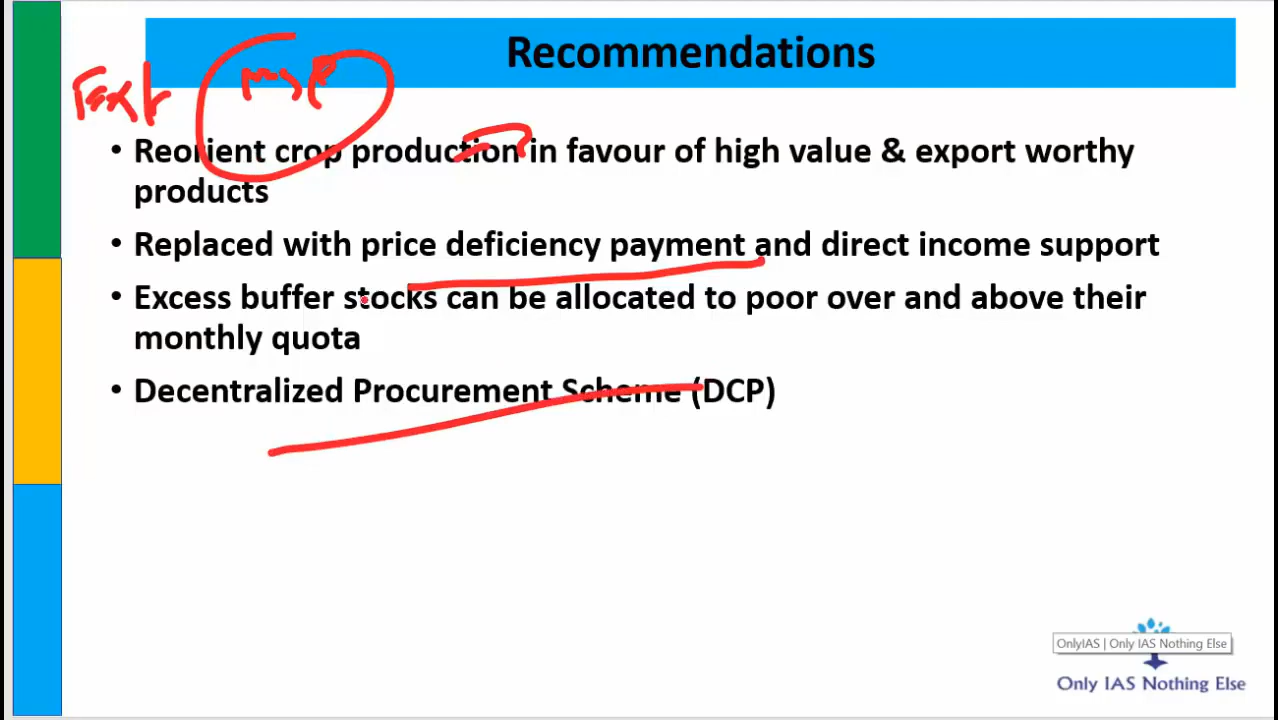 Recommendations
MSP
• Reorient crop production in favour of high value & export worthy
products
• Replaced with price deficiency payment and direct income support
• Excess buffer stocks can be allocated to poor over and above their
monthly quota
• Decentralized Procurement Scheme (DCP)
OnlyIAS | Only IAS Nothing Else
Only IAS Nothing Else